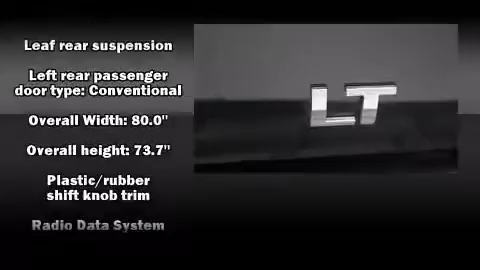 Leaf rear suspension
Left rear passenger
door type: Conventional
Overall Width: 80.0"
Overall height: 73.7"
Plastic/rubber
shift knob trim
Radio Data System
LT